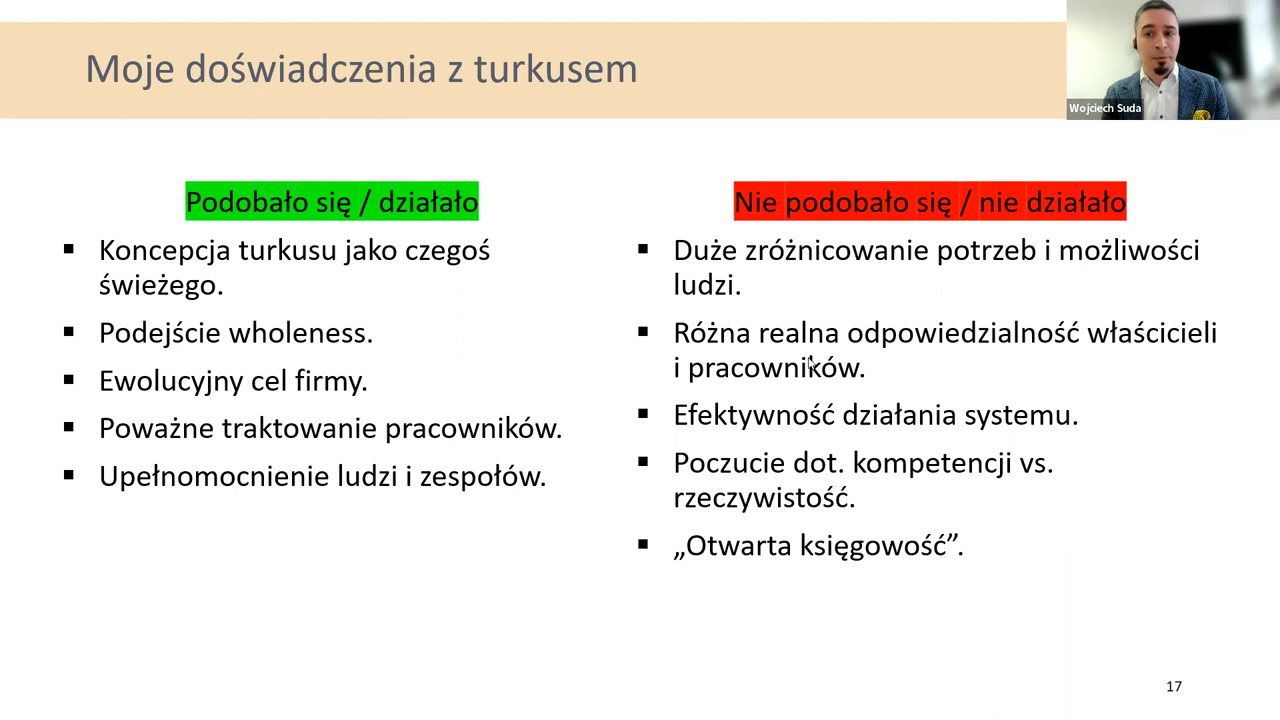 Moje doświadczenia z turkusem
Wojciech Suda
Podobało się / działało
▪ Koncepcja turkusu jako czegoś
świeżego.
▪ Podejście wholeness.
▪ Ewolucyjny cel firmy.
▪ Poważne traktowanie pracowników.
▪ Upełnomocnienie ludzi i zespołów.
Nie podobało się / nie działało
▪ Duże zróżnicowanie potrzeb i możliwości
ludzi.
▪ Różna realna odpowiedzialność właścicieli
i pracowników.
▪ Efektywność działania systemu.
▪ Poczucie dot. kompetencji vs.
rzeczywistość.
▪ „Otwarta księgowość”.
17